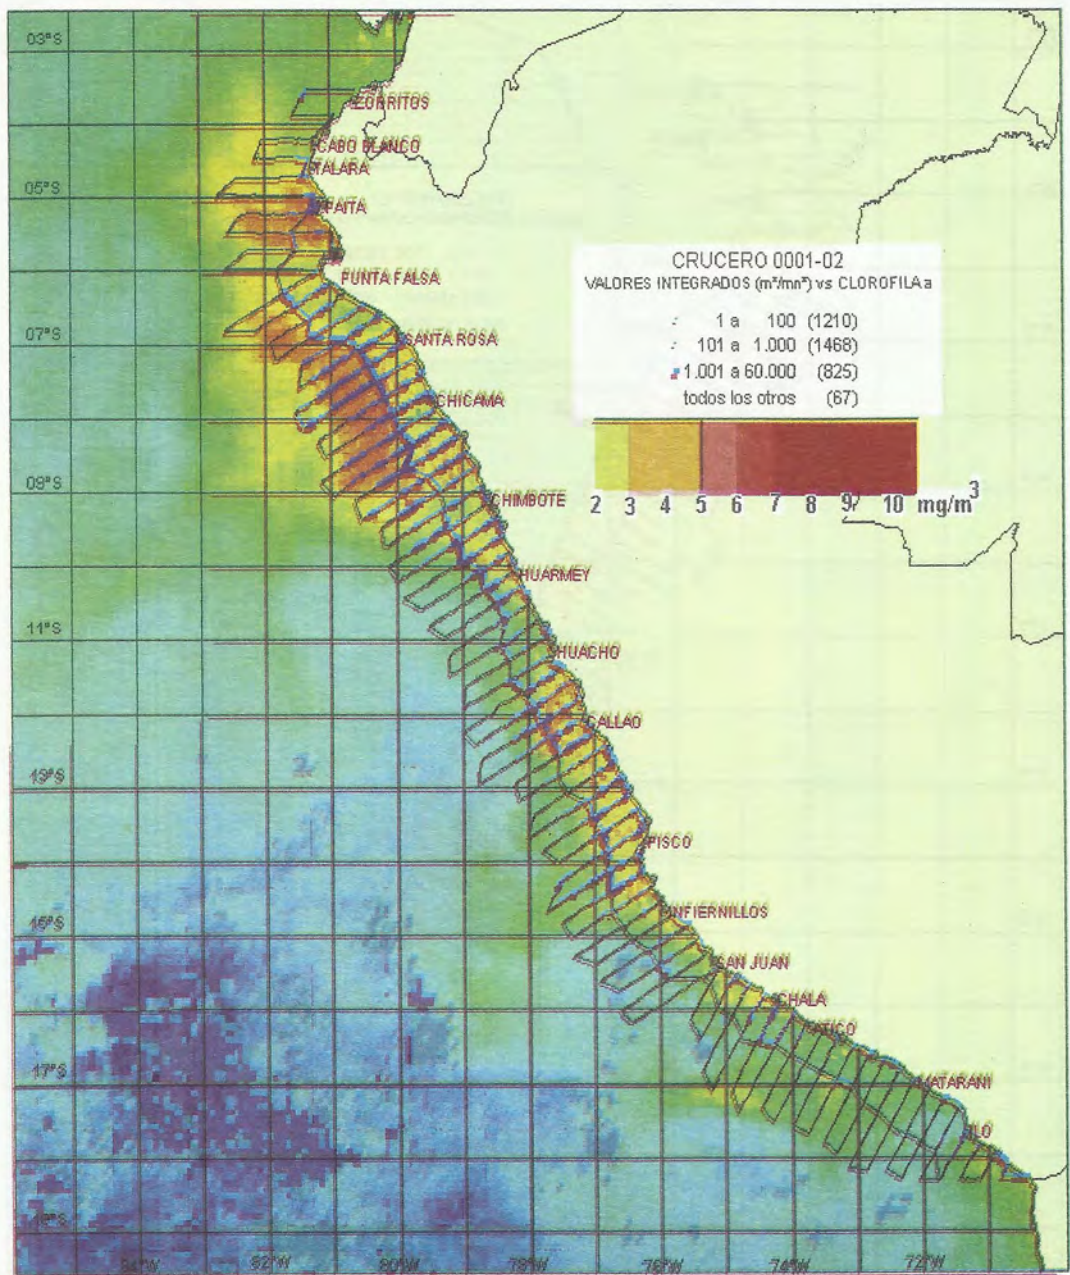 03°S
ZORRITOS
CABO BLANCO
TALARA
05°S
PAITA
CRUCERO 0001-02
VALORES INTEGRADOS (m²/mn²) vs CLOROFILA a
PUNTA FALSA
1 a 100 (1210)
07°S
SANTA ROSA
101 a 1.000 (1468)
1.001 a 60.000 (825)
CHICAMA
todos los otros (67)
09°S
CHIMBOTE
2 3 4 5 6 7 8 9 10 mg/m³
HUARMEY
11°S
HUACHO
CALLAO
13°S
PISCO
INFIERNILLOS
15°S
SAN JUAN
CHALA
ATICO
17°S
MATARANI
ILO
84°W 82°W 80°W 78°W 76°W 74°W 72°W